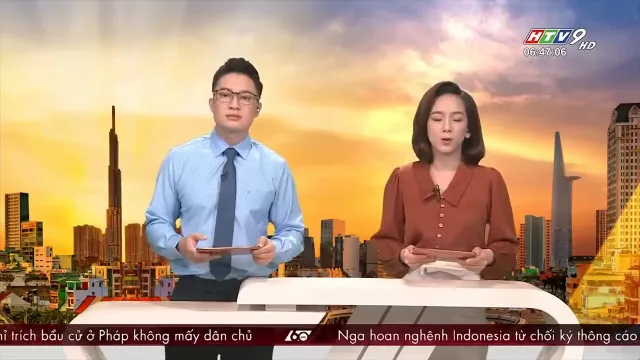 HTV9 HD
06:47:06
ỉ trích bầu cử ở Pháp không mấy dân chủ 60 Nga hoan nghênh Indonesia từ chối ký thông cáo